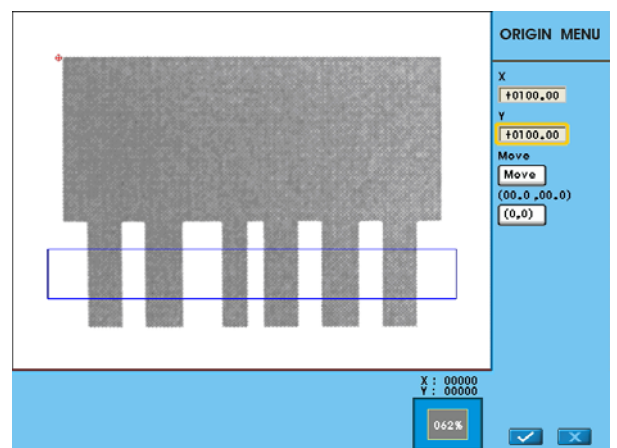 ORIGIN MENU
X
+0100.00
Y
+0100.00
Move
Move
(00.0 ,00.0)
(0,0)
X : 00000
Y : 00000
062%